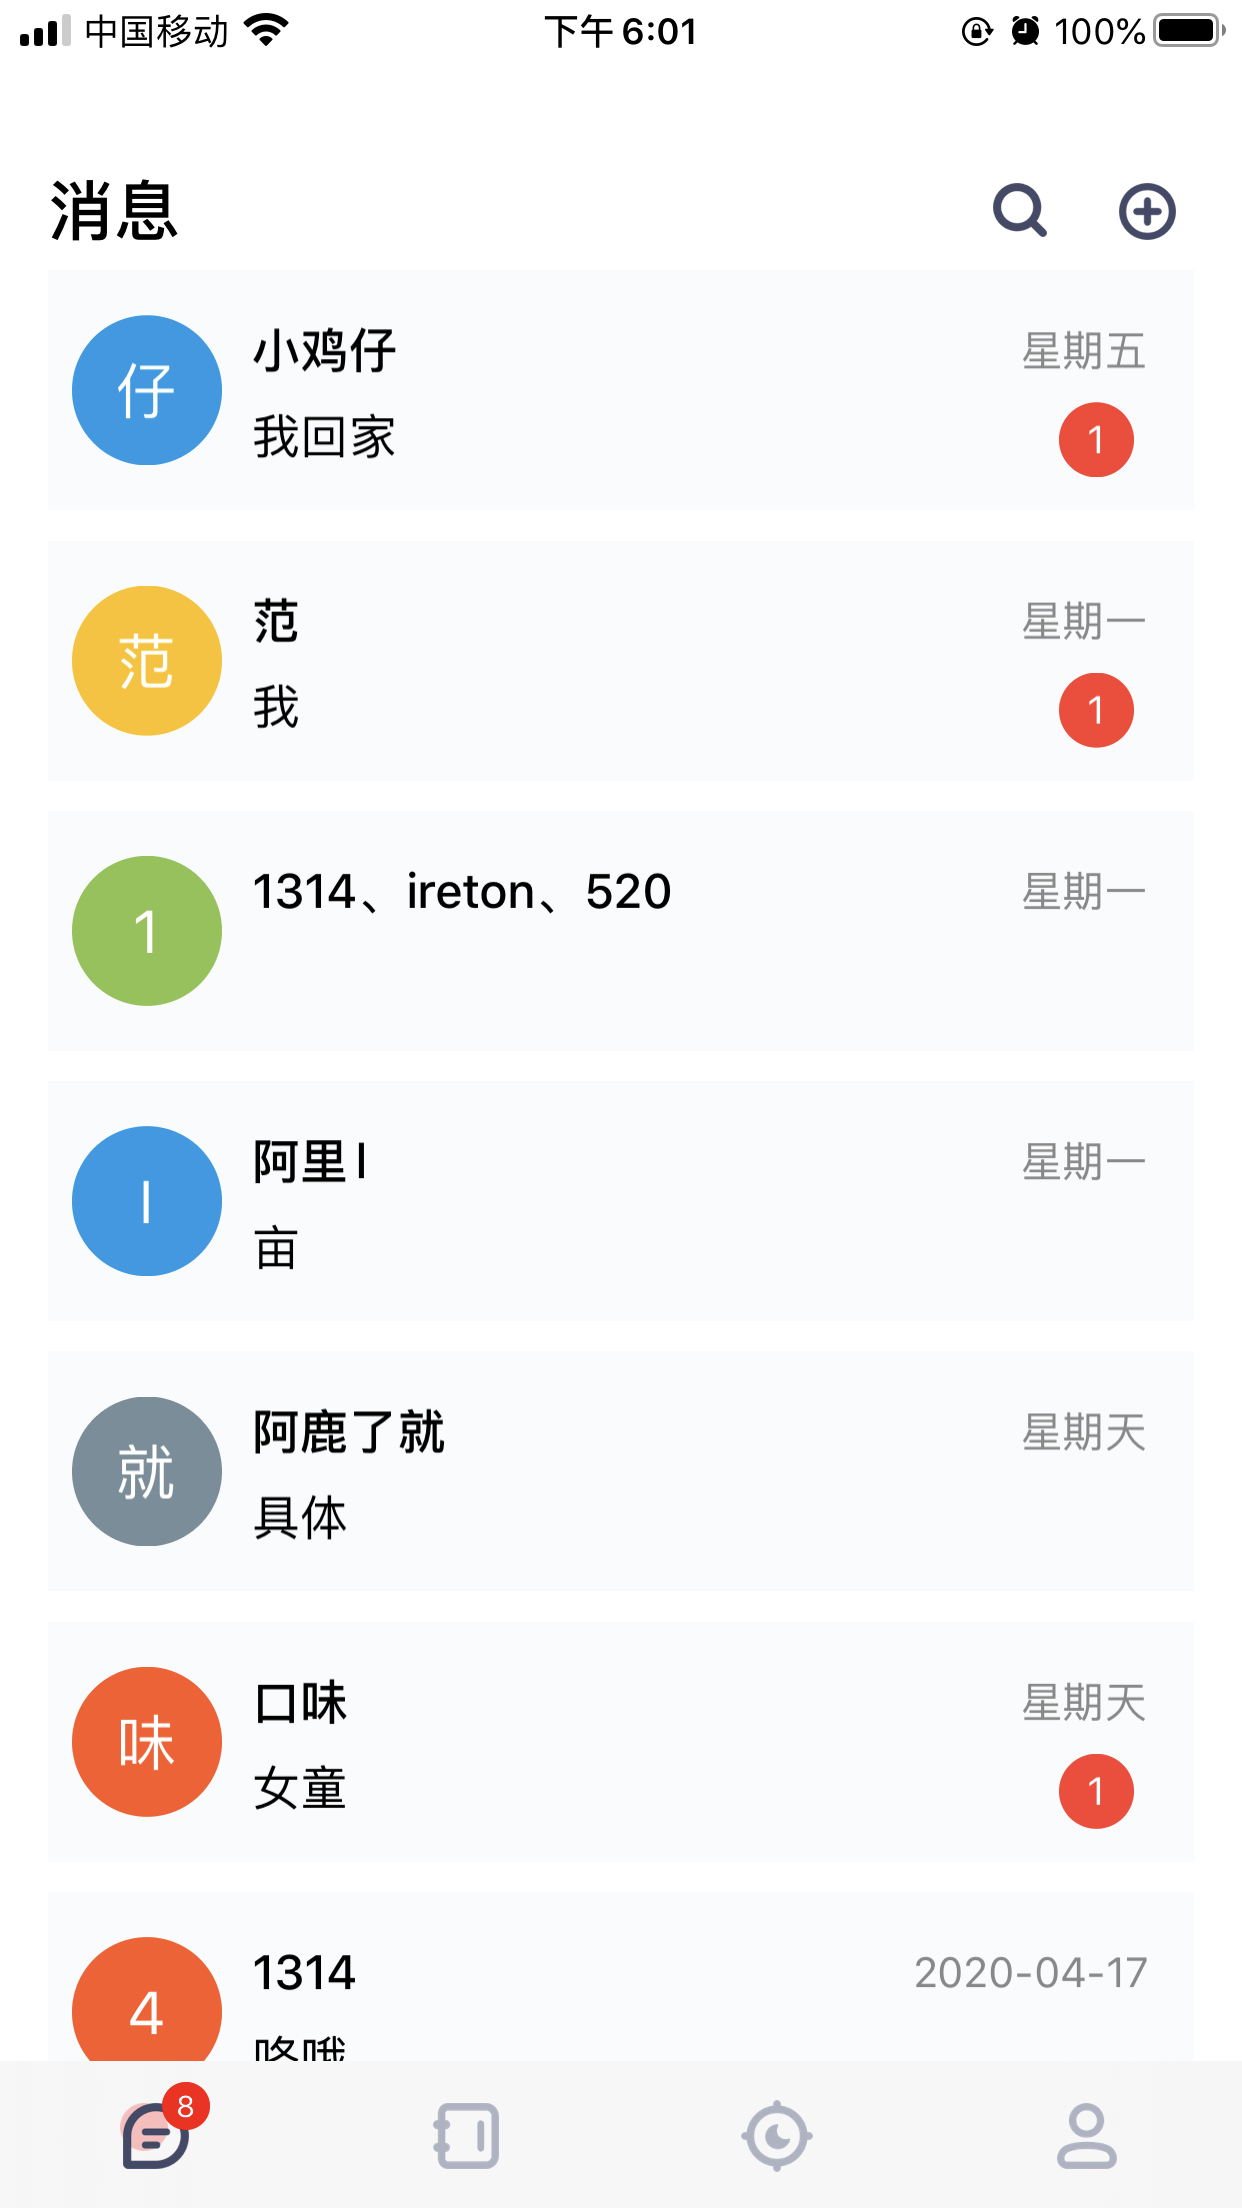 中国移动 下午 6:01 100%
消息
仔 小鸡仔 星期五
我回家 1
范 范 星期一
我 1
1 1314、ireton、520 星期一
l 阿里 l 星期一
亩
就 阿鹿了就 星期天
具体
味 口味 星期天
女童 1
4 1314 2020-04-17
咯哦
8